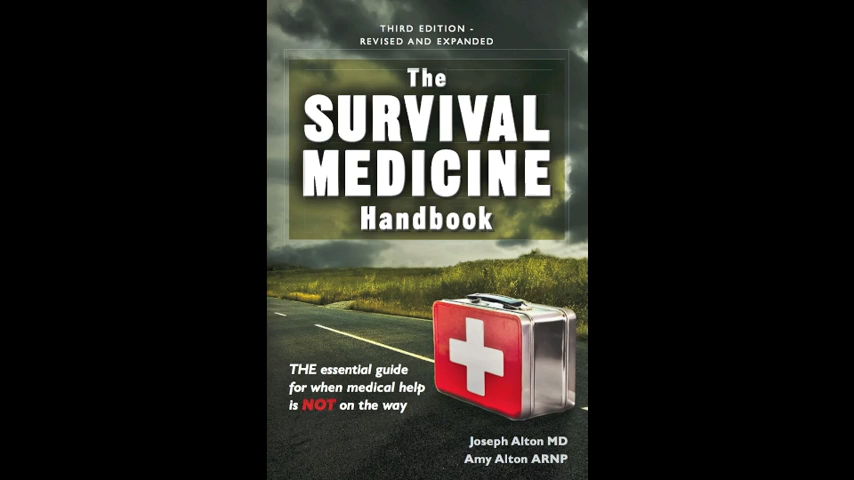 THIRD EDITION -
REVISED AND EXPANDED
The
SURVIVAL
MEDICINE
Handbook
THE essential guide
for when medical help
is NOT on the way
Joseph Alton MD
Amy Alton ARNP